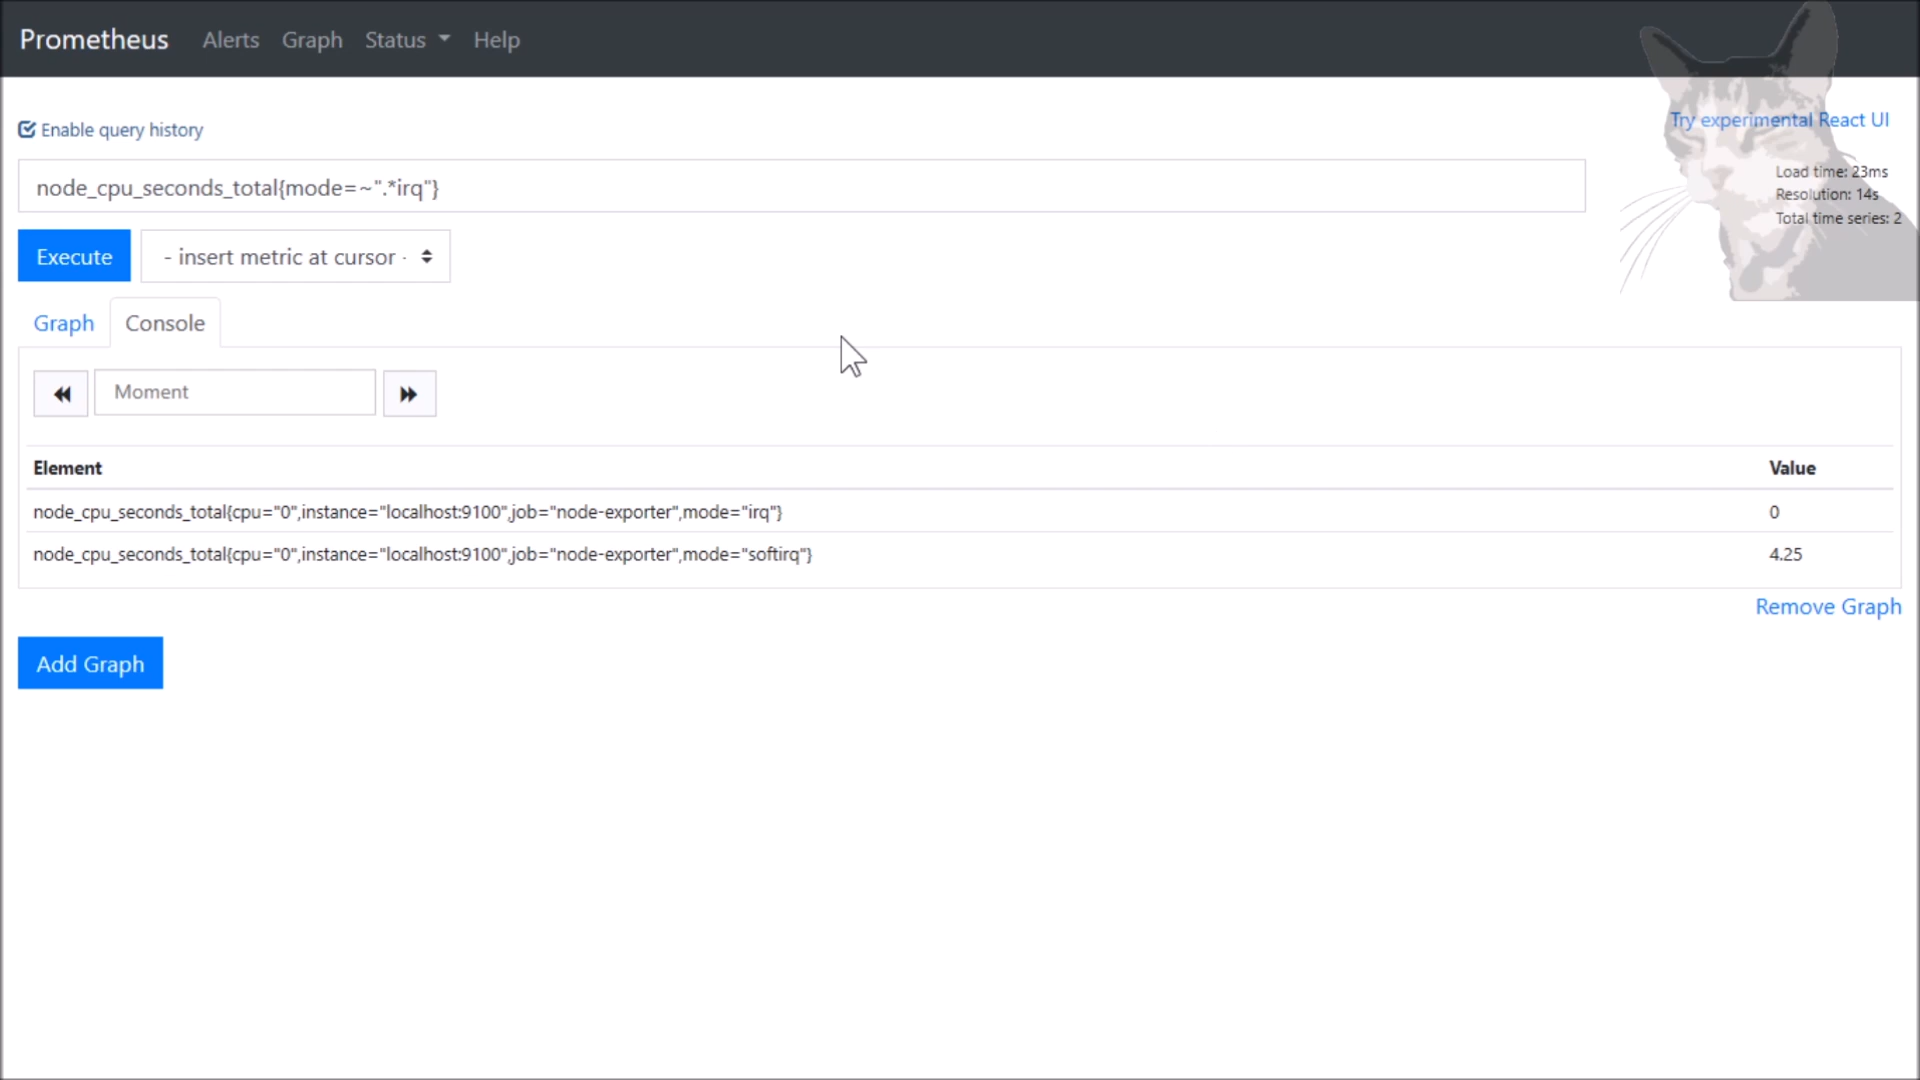 Prometheus Alerts Graph Status Help
Enable query history
Try experimental React UI
node_cpu_seconds_total{mode=~".*irq"}
Load time: 23ms
Resolution: 14s
Total time series: 2
Execute - insert metric at cursor -
Graph Console
Moment
Element Value
node_cpu_seconds_total{cpu="0",instance="localhost:9100",job="node-exporter",mode="irq"} 0
node_cpu_seconds_total{cpu="0",instance="localhost:9100",job="node-exporter",mode="softirq"} 4.25
Remove Graph
Add Graph